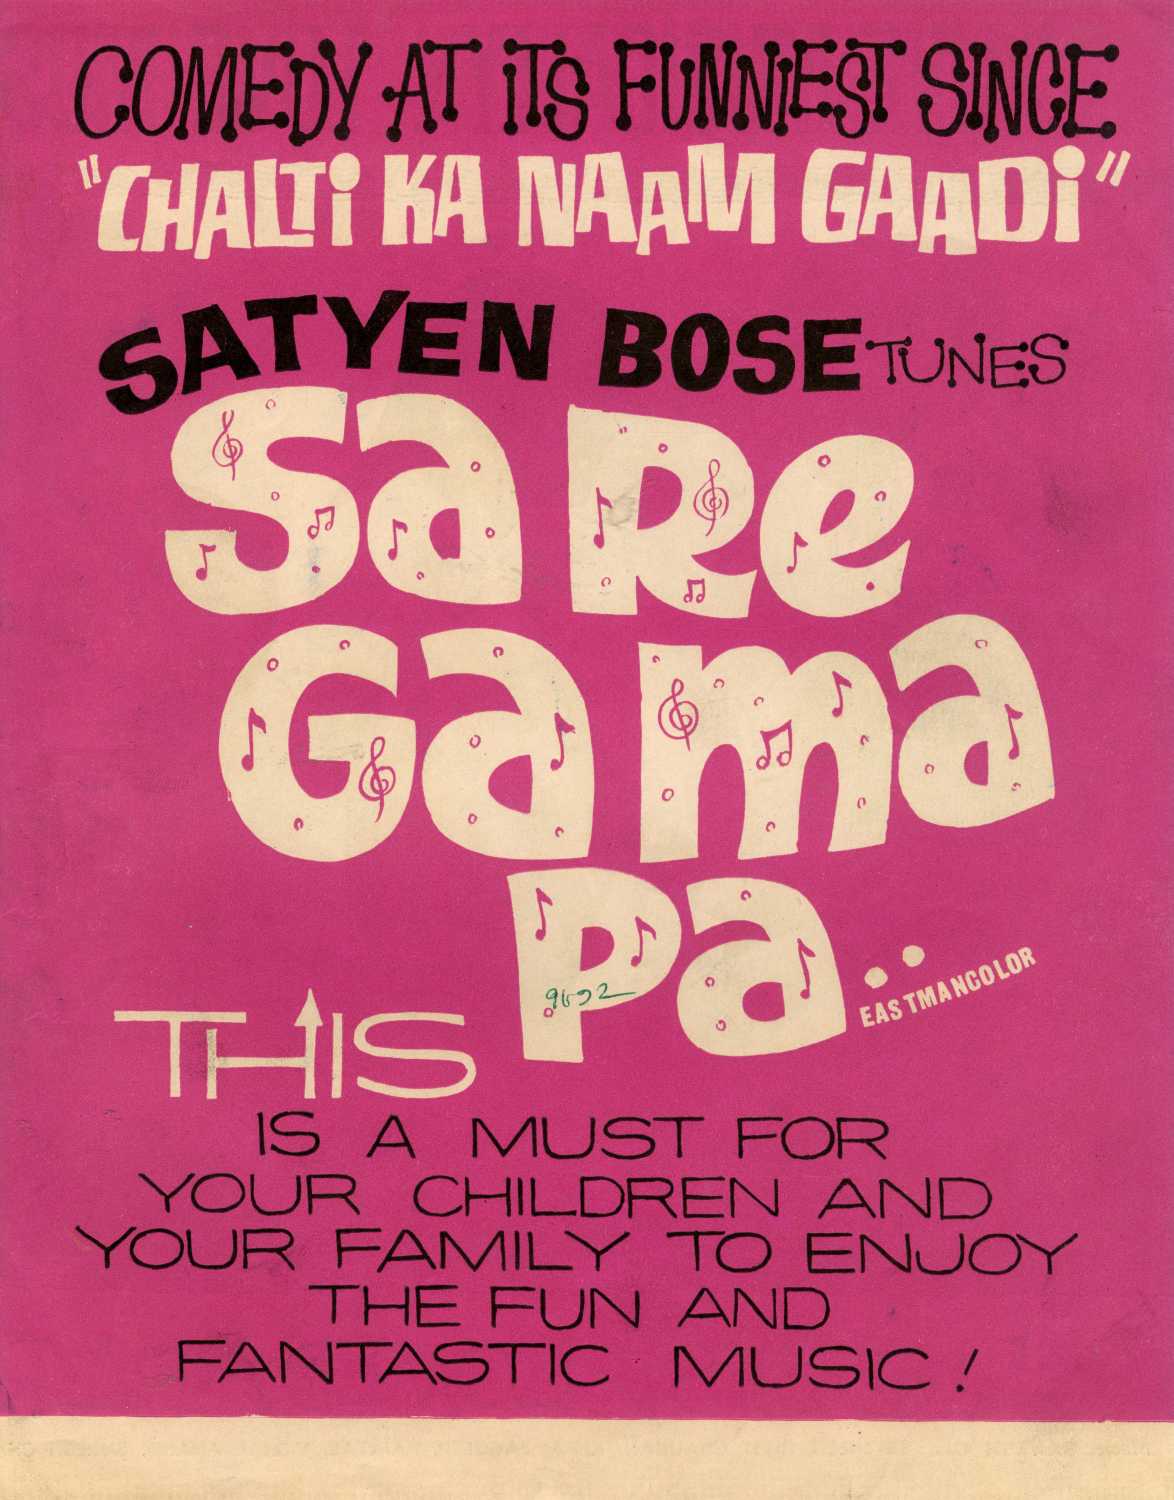 COMEDY AT iTS FUNNIEST SINCE
"CHALTi KA NAAM GAADi"
SATYEN BOSE TUNES
Sa Re
Ga ma
pa..
EASTMANCOLOR
THIS
IS A MUST FOR
YOUR CHILDREN AND
YOUR FAMILY TO ENJOY
THE FUN AND
FANTASTIC MUSIC!